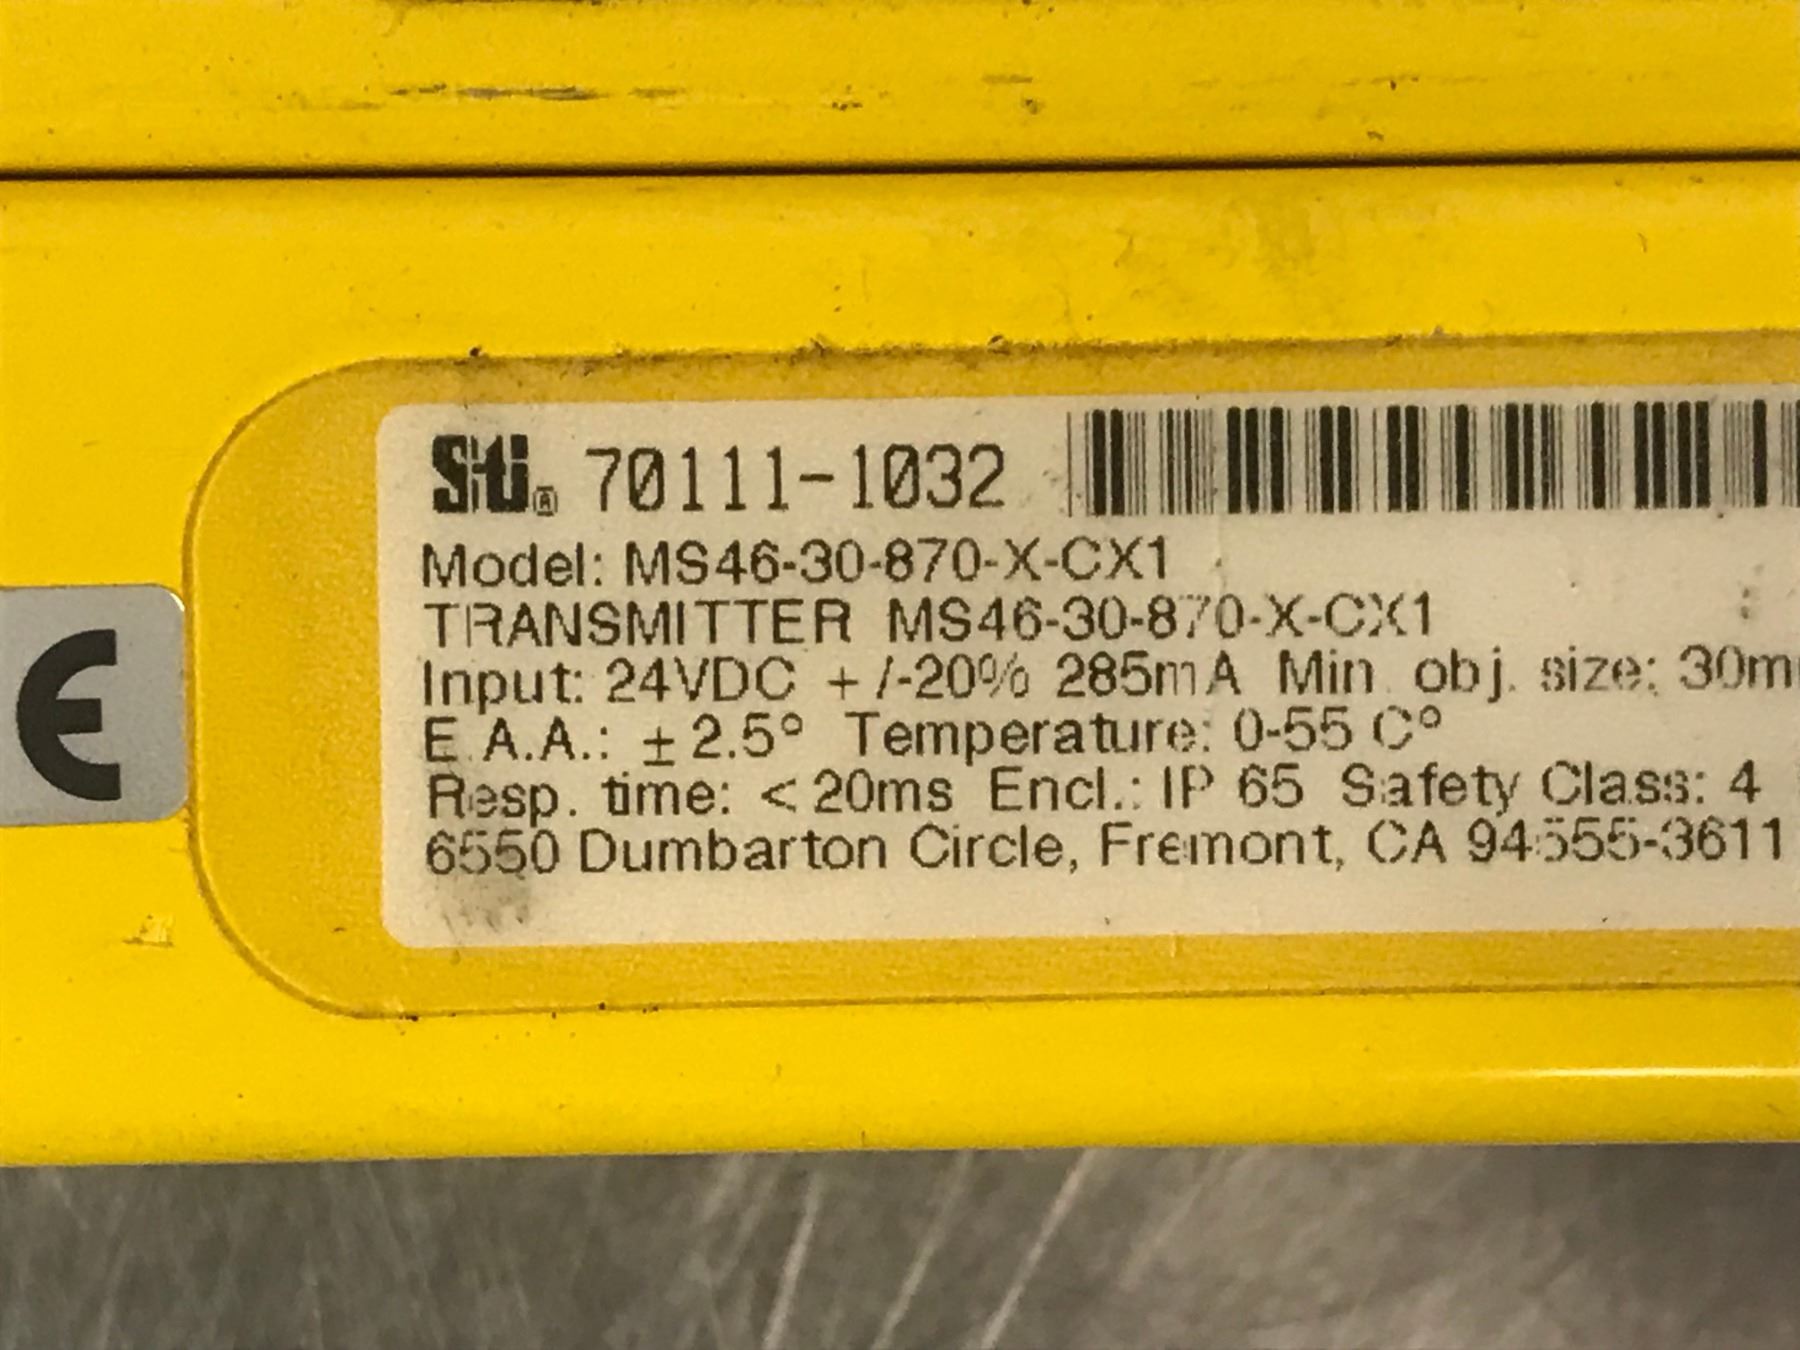 Sti® 70111-1032
Model: MS46-30-870-X-CX1
TRANSMITTER MS46-30-870-X-CX1
Input: 24VDC +/-20% 285mA Min. obj. size: 30m
E.A.A.: ±2.5° Temperature: 0-55 C°
Resp. time: <20ms Encl.: IP 65 Safety Class: 4
6550 Dumbarton Circle, Fremont, CA 94555-3611
CE